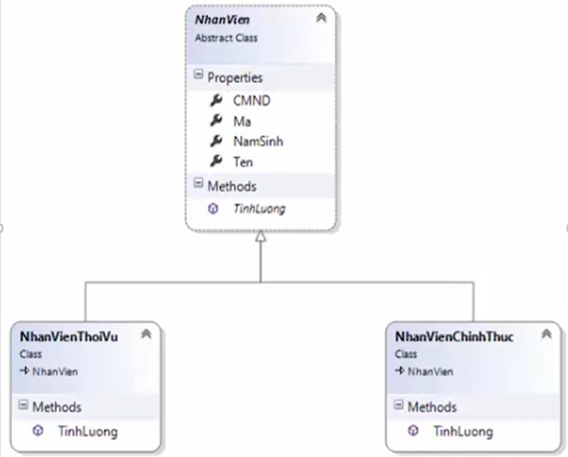 NhanVien
Abstract Class
Properties
CMND
Ma
NamSinh
Ten
Methods
TinhLuong
NhanVienThoiVu
Class
NhanVien
Methods
TinhLuong
NhanVienChinhThuc
Class
NhanVien
Methods
TinhLuong